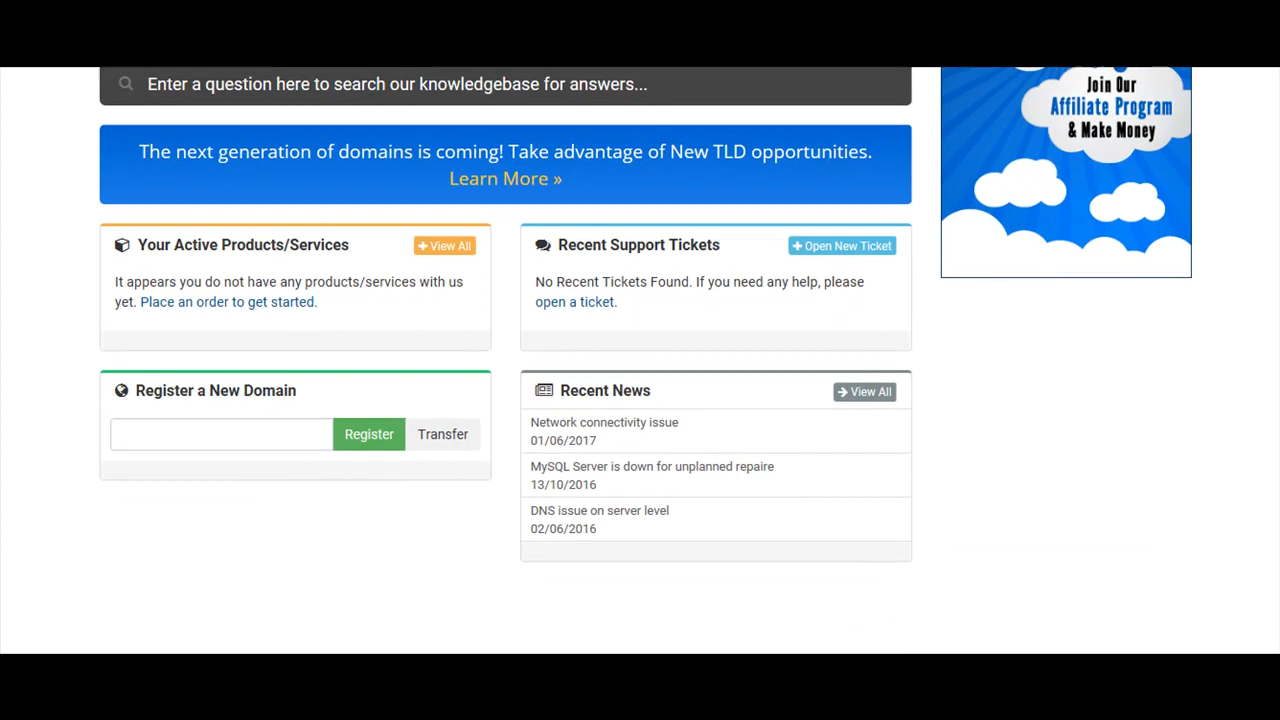 Enter a question here to search our knowledgebase for answers...
Join Our
Affiliate Program
& Make Money
The next generation of domains is coming! Take advantage of New TLD opportunities.
Learn More »
Your Active Products/Services
View All
It appears you do not have any products/services with us
yet. Place an order to get started.
Recent Support Tickets
Open New Ticket
No Recent Tickets Found. If you need any help, please
open a ticket.
Register a New Domain
Register
Transfer
Recent News
View All
Network connectivity issue
01/06/2017
MySQL Server is down for unplanned repaire
13/10/2016
DNS issue on server level
02/06/2016